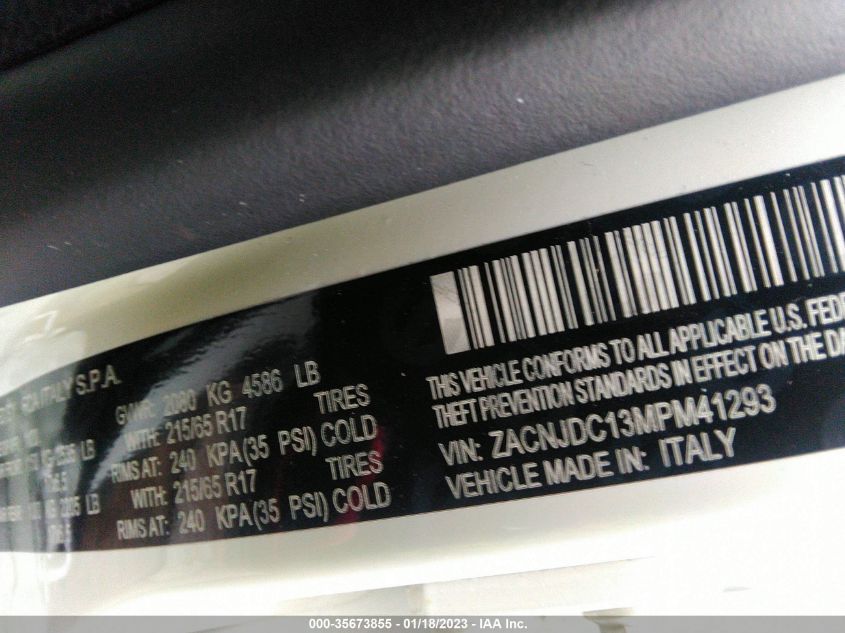 ITALY S.P.A.
GVWR: 2080 KG 4586 LB
WITH: 215/65 R17 TIRES
RIMS AT: 240 KPA(35 PSI) COLD
WITH: 215/65 R17 TIRES
RIMS AT: 240 KPA(35 PSI) COLD
THIS VEHICLE CONFORMS TO ALL APPLICABLE U.S.
THEFT PREVENTION STANDARDS IN EFFECT ON THE
VIN: ZACNJDC13MPM41293
VEHICLE MADE IN: ITALY
000-35673855 - 01/18/2023 - IAA Inc.